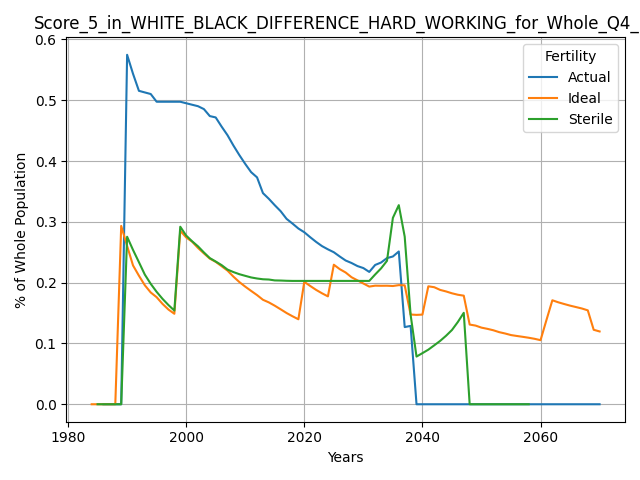 Score_5_in_WHITE_BLACK_DIFFERENCE_HARD_WORKING_for_Whole_Q4_
0.6
0.5
0.4
0.3
0.2
0.1
0.0
% of Whole Population
Fertility
Actual
Ideal
Sterile
1980 2000 2020 2040 2060
Years